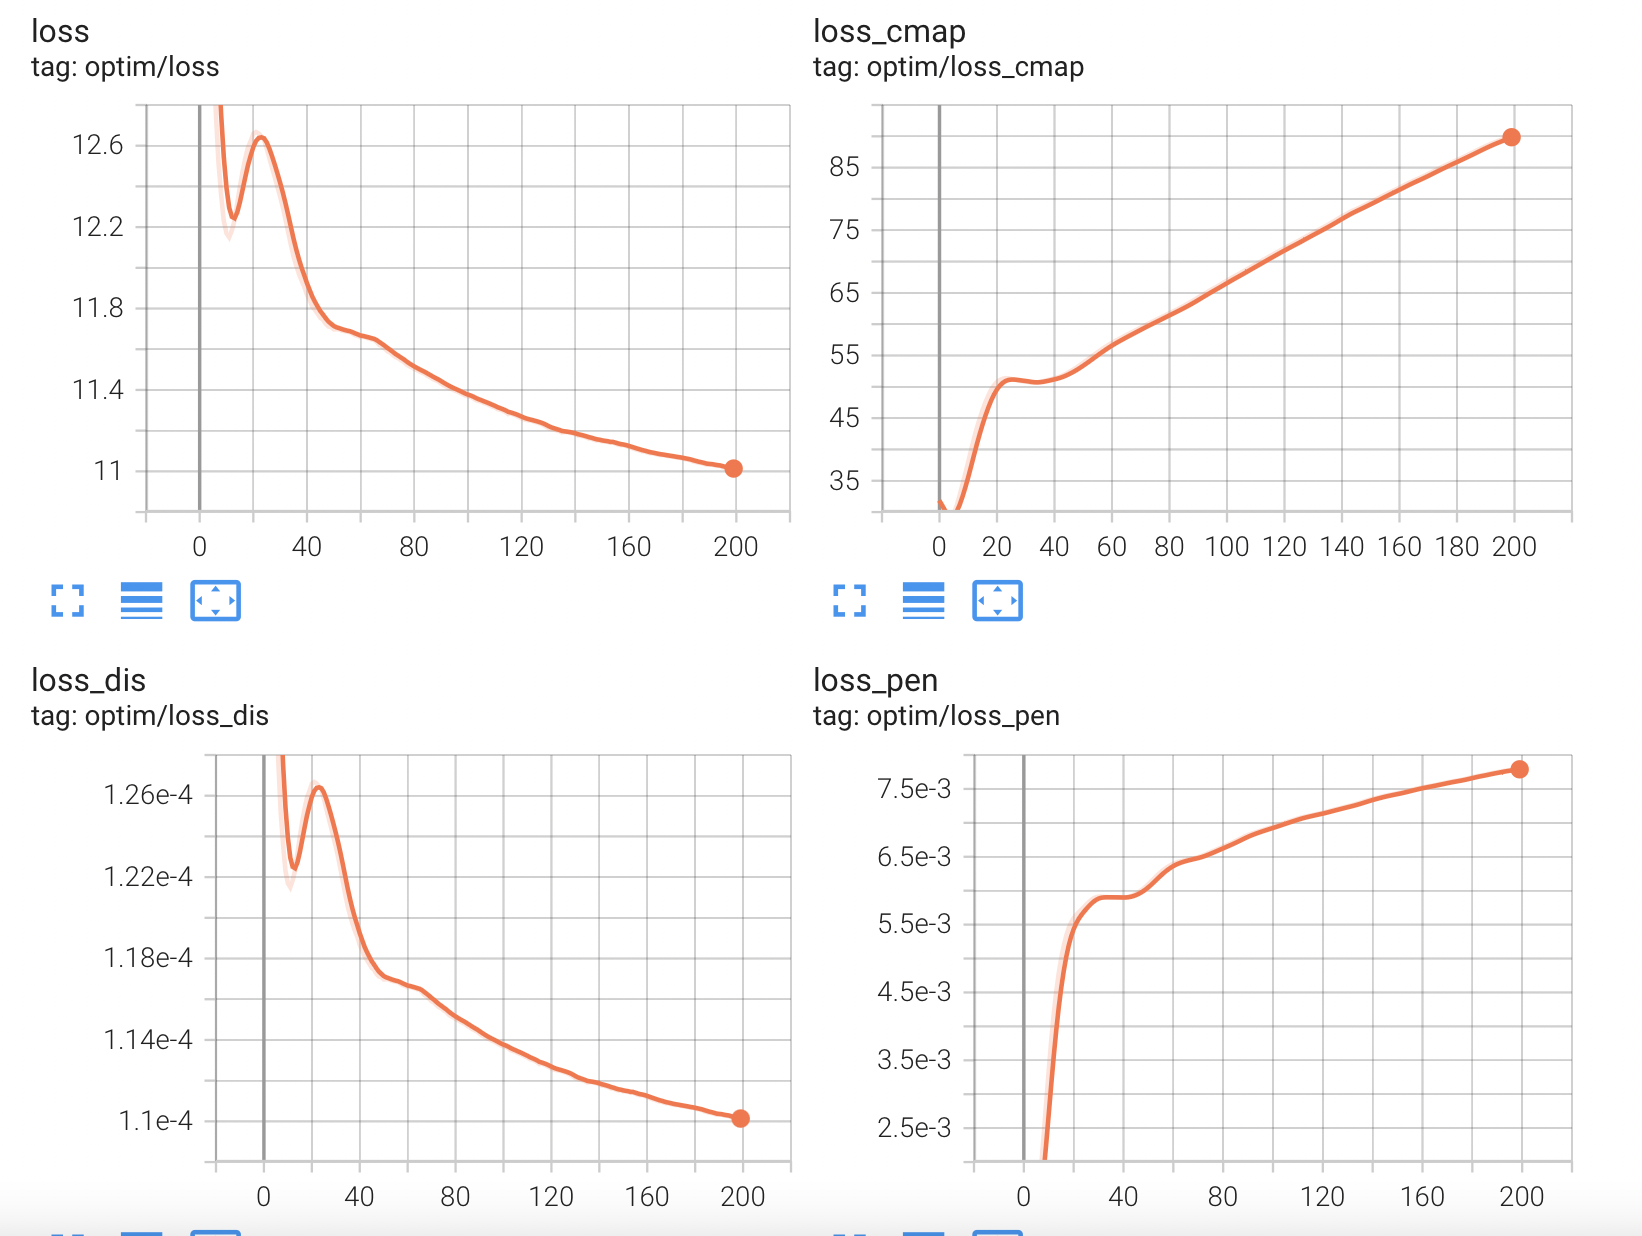 loss
tag: optim/loss
12.6
12.2
11.8
11.4
11
0 40 80 120 160 200
loss_cmap
tag: optim/loss_cmap
85
75
65
55
45
35
0 20 40 60 80 100 120 140 160 180 200
loss_dis
tag: optim/loss_dis
1.26e-4
1.22e-4
1.18e-4
1.14e-4
1.1e-4
0 40 80 120 160 200
loss_pen
tag: optim/loss_pen
7.5e-3
6.5e-3
5.5e-3
4.5e-3
3.5e-3
2.5e-3
0 40 80 120 160 200